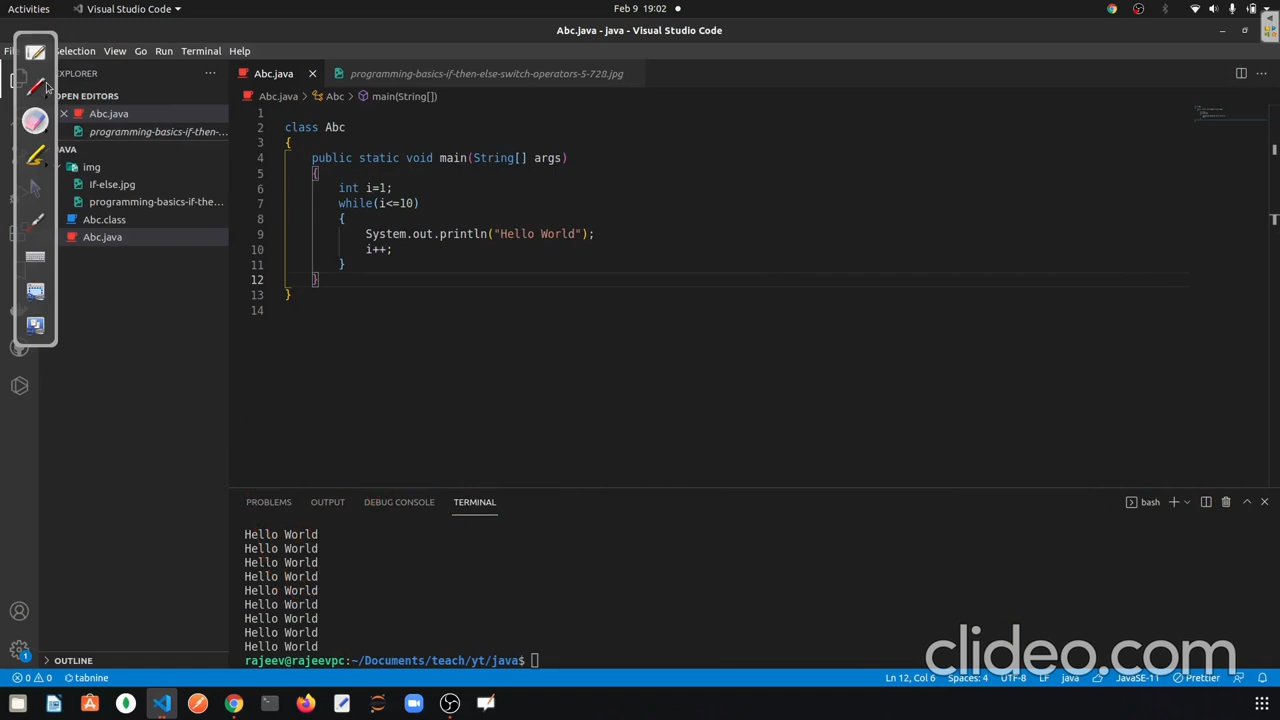 Activities
Visual Studio Code
Feb 9 19:02
Abc.java - java - Visual Studio Code
Selection View Go Run Terminal Help
EXPLORER
Abc.java
programming-basics-if-then-else-switch-operators-5-728.jpg
OPEN EDITORS
Abc.java > Abc > main(String[])
Abc.java
programming-basics-if-then-...
JAVA
img
If-else.jpg
programming-basics-if-the...
Abc.class
Abc.java
1
2 class Abc
3 {
4 public static void main(String[] args)
5 {
6 int i=1;
7 while(i<=10)
8 {
9 System.out.println("Hello World");
10 i++;
11 }
12 }
13 }
14
PROBLEMS OUTPUT DEBUG CONSOLE TERMINAL
bash
Hello World
Hello World
Hello World
Hello World
Hello World
Hello World
Hello World
Hello World
Hello World
rajeev@rajeevpc:~/Documents/teach/yt/java$
OUTLINE
clideo.com
0 0 tabnine
Ln 12, Col 6 Spaces: 4 UTF-8 LF java JavaSE-11 Prettier
1